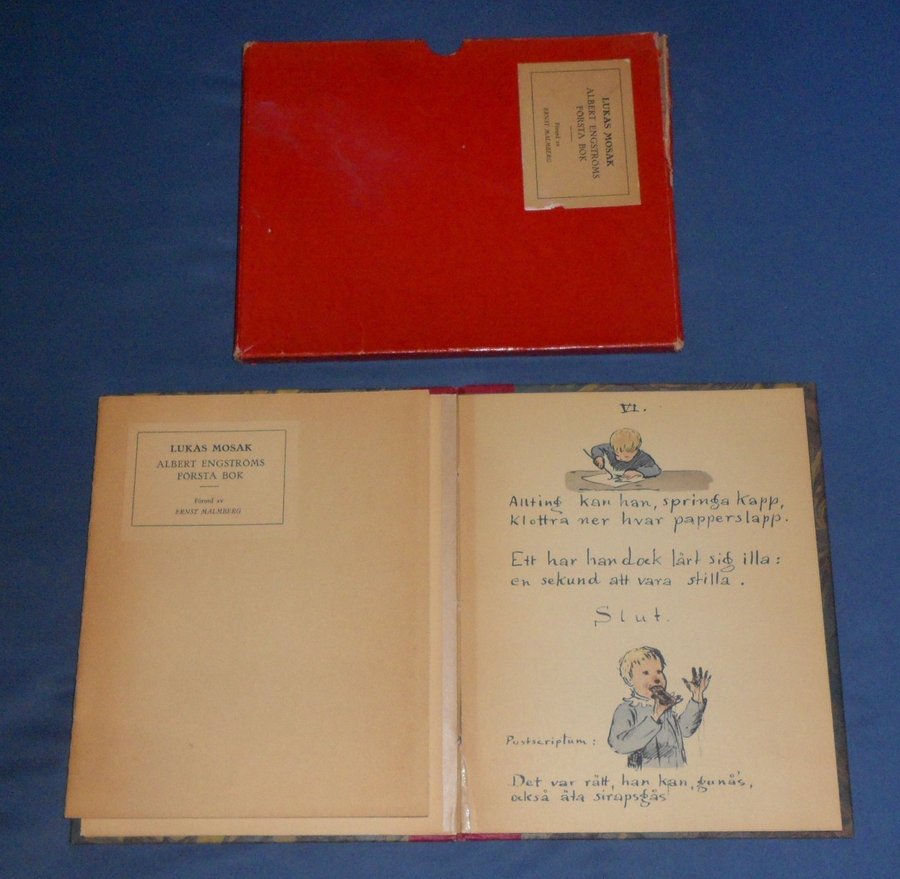 LUKAS MOSAK
ALBERT ENGSTRÖMS
FÖRSTA BOK
Förord av
ERNST MALMBERG
LUKAS MOSAK
ALBERT ENGSTRÖMS
FÖRSTA BOK
Förord av
ERNST MALMBERG
VI.
Allting kan han, springa kapp,
klottra ner hvar papperslapp.
Ett har han dock lärt sig illa:
en sekund att vara stilla.
Slut.
Postscriptum:
Det var rätt, han kan, gunås,
också äta sirapsgås